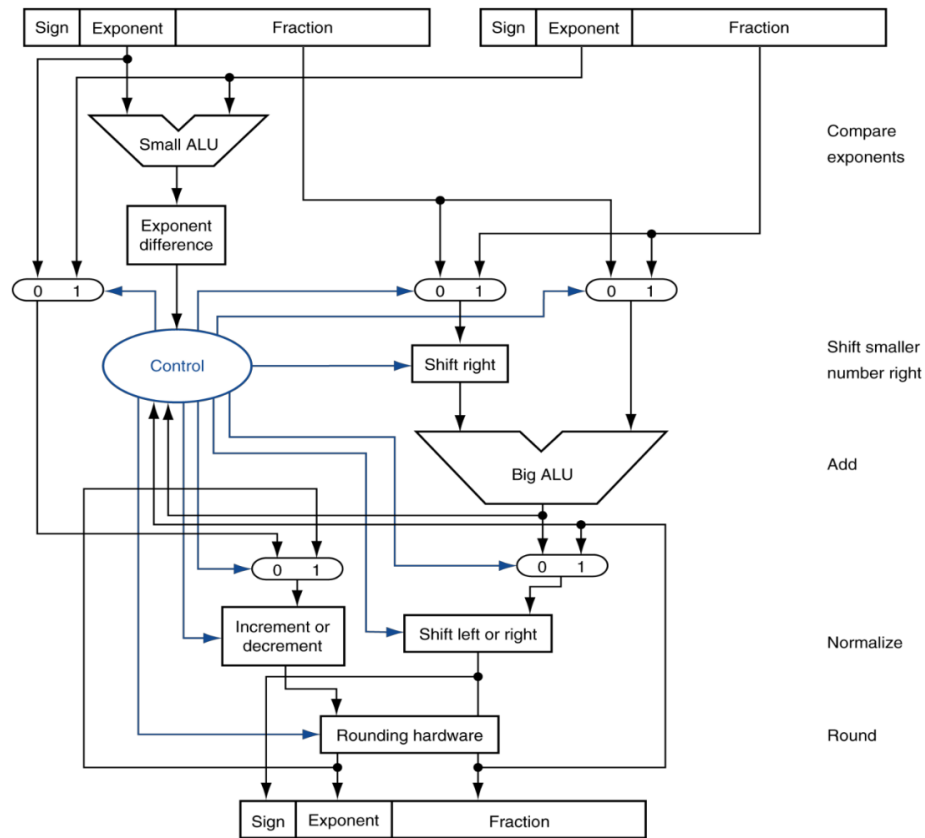 Sign Exponent Fraction Sign Exponent Fraction
Small ALU
Compare
exponents
Exponent
difference
0 1 0 1 0 1
Control
Shift right
Shift smaller
number right
Big ALU
Add
0 1 0 1
Increment or
decrement
Shift left or right
Normalize
Rounding hardware
Round
Sign Exponent Fraction